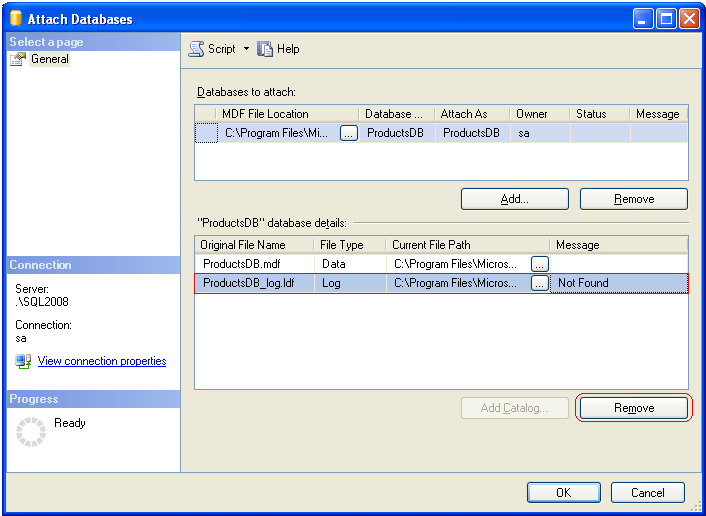 Attach Databases
Select a page
General
Script Help
Databases to attach:
MDF File Location Database ... Attach As Owner Status Message
C:\Program Files\Mi... ... ProductsDB ProductsDB sa
Add... Remove
"ProductsDB" database details:
Original File Name File Type Current File Path Message
ProductsDB.mdf Data C:\Program Files\Micros... ...
ProductsDB_log.ldf Log C:\Program Files\Micros... ... Not Found
Add Catalog... Remove
Connection
Server:
.\SQL2008
Connection:
sa
View connection properties
Progress
Ready
OK Cancel